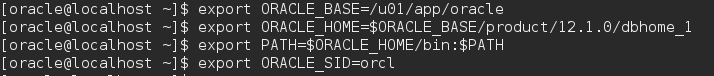 [oracle@localhost ~]$ export ORACLE_BASE=/u01/app/oracle
[oracle@localhost ~]$ export ORACLE_HOME=$ORACLE_BASE/product/12.1.0/dbhome_1
[oracle@localhost ~]$ export PATH=$ORACLE_HOME/bin:$PATH
[oracle@localhost ~]$ export ORACLE_SID=orcl